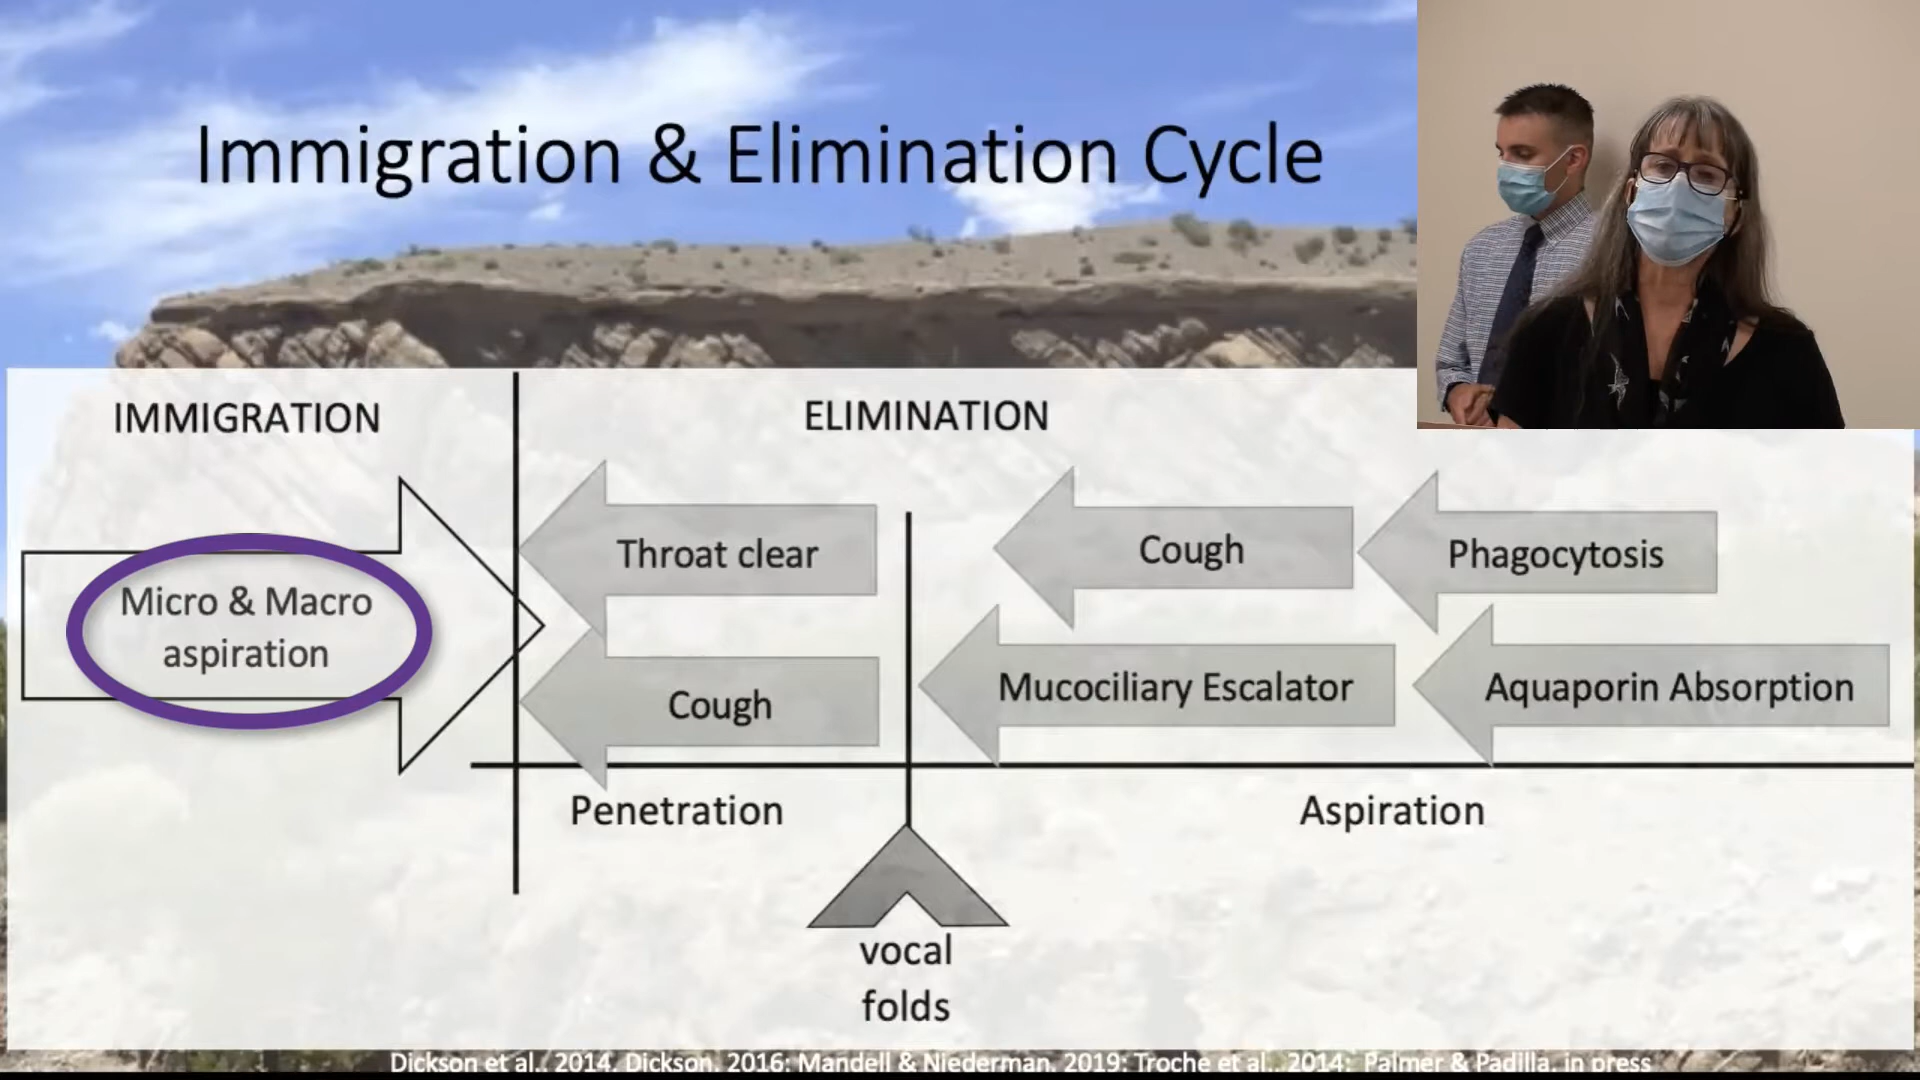 Immigration & Elimination Cycle
IMMIGRATION
ELIMINATION
Micro & Macro
aspiration
Throat clear
Cough
Cough
Phagocytosis
Mucociliary Escalator
Aquaporin Absorption
Penetration
Aspiration
vocal
folds
Dickson et al., 2014, Dickson, 2016; Mandell & Niederman, 2019; Troche et al., 2014; Palmer & Padilla, in press